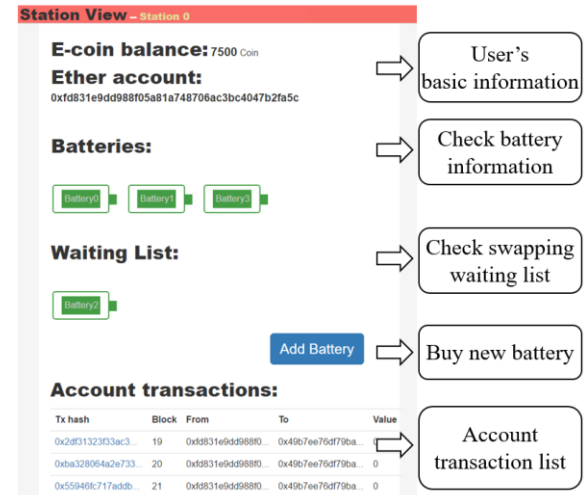 Station View – Station 0
E-coin balance: 7500 Coin
Ether account:
0xfd831e9dd988f05a81a748706ac3bc4047b2fa5c
User's
basic information
Batteries:
Check battery
information
Battery0 Battery1 Battery3
Waiting List:
Check swapping
waiting list
Battery2
Add Battery
Buy new battery
Account transactions:
Tx hash Block From To Value
0x2df31323f33ac3... 19 0xfd831e9dd988f0... 0x49b7ee76df79ba...
0xba328064a2e733... 20 0xfd831e9dd988f0... 0x49b7ee76df79ba... 0
0x55946fc717addb... 21 0xfd831e9dd988f0... 0x49b7ee76df79ba... 0
Account
transaction list